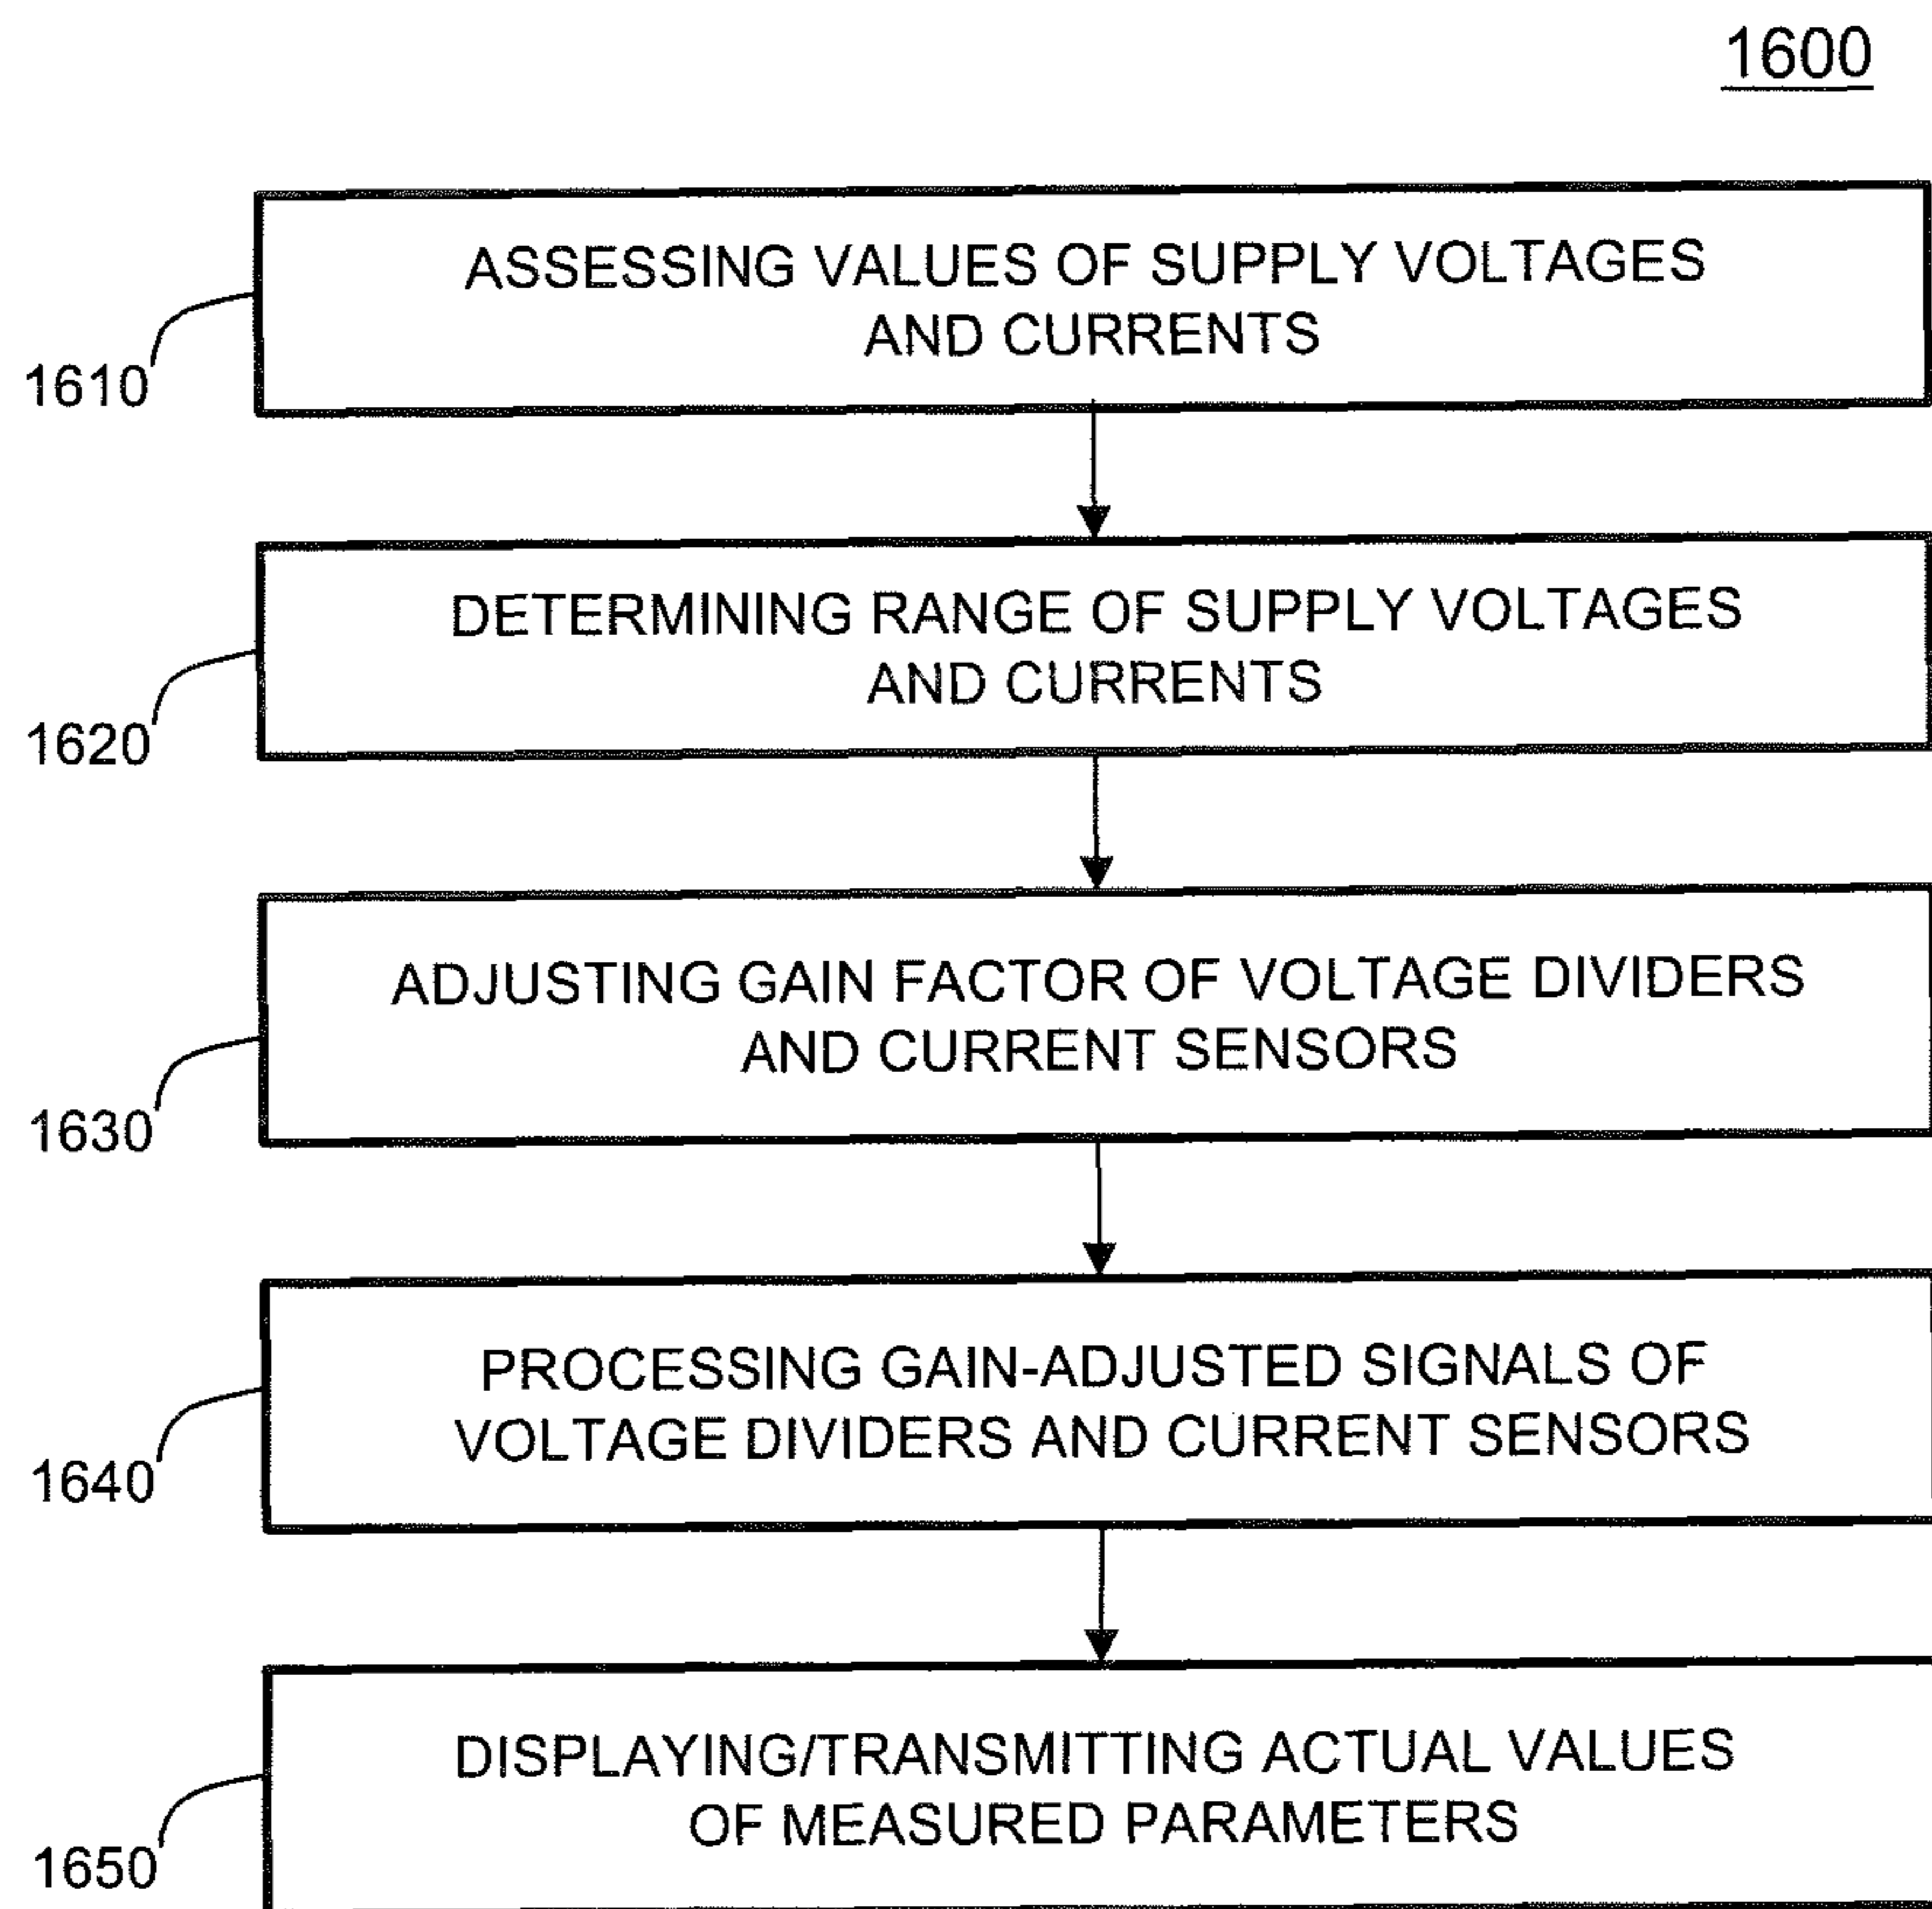 1600
ASSESSING VALUES OF SUPPLY VOLTAGES
AND CURRENTS
1610
DETERMINING RANGE OF SUPPLY VOLTAGES
AND CURRENTS
1620
ADJUSTING GAIN FACTOR OF VOLTAGE DIVIDERS
AND CURRENT SENSORS
1630
PROCESSING GAIN-ADJUSTED SIGNALS OF
VOLTAGE DIVIDERS AND CURRENT SENSORS
1640
DISPLAYING/TRANSMITTING ACTUAL VALUES
OF MEASURED PARAMETERS
1650